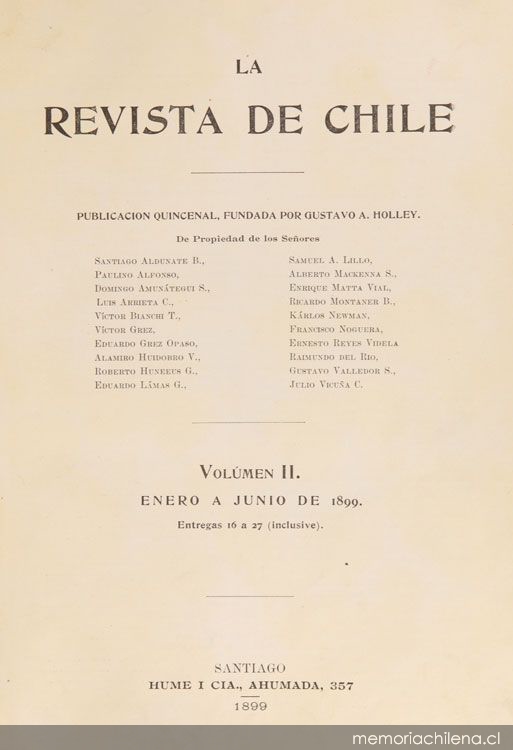 LA
REVISTA DE CHILE
PUBLICACION QUINCENAL, FUNDADA POR GUSTAVO A. HOLLEY.
De Propiedad de los Señores
SANTIAGO ALDUNATE B.,
PAULINO ALFONSO,
DOMINGO AMUNÁTEGUI S.,
LUIS ARRIETA C.,
VÍCTOR BIANCHI T.,
VÍCTOR GREZ,
EDUARDO GREZ OPASO,
ALAMIRO HUIDOBRO V.,
ROBERTO HUNEEUS G.,
EDUARDO LÁMAS G.,
SAMUEL A. LILLO,
ALBERTO MACKENNA S.,
ENRIQUE MATTA VIAL,
RICARDO MONTANER B.,
KÁRLOS NEWMAN,
FRANCISCO NOGUERA,
ERNESTO REYES VIDELA
RAIMUNDO DEL RIO,
GUSTAVO VALLEDOR S.,
JULIO VICUÑA C.
VOLÚMEN II.
ENERO A JUNIO DE 1899.
Entregas 16 a 27 (inclusive).
SANTIAGO
HUME I CIA., AHUMADA, 357
1899
memoriachilena.cl